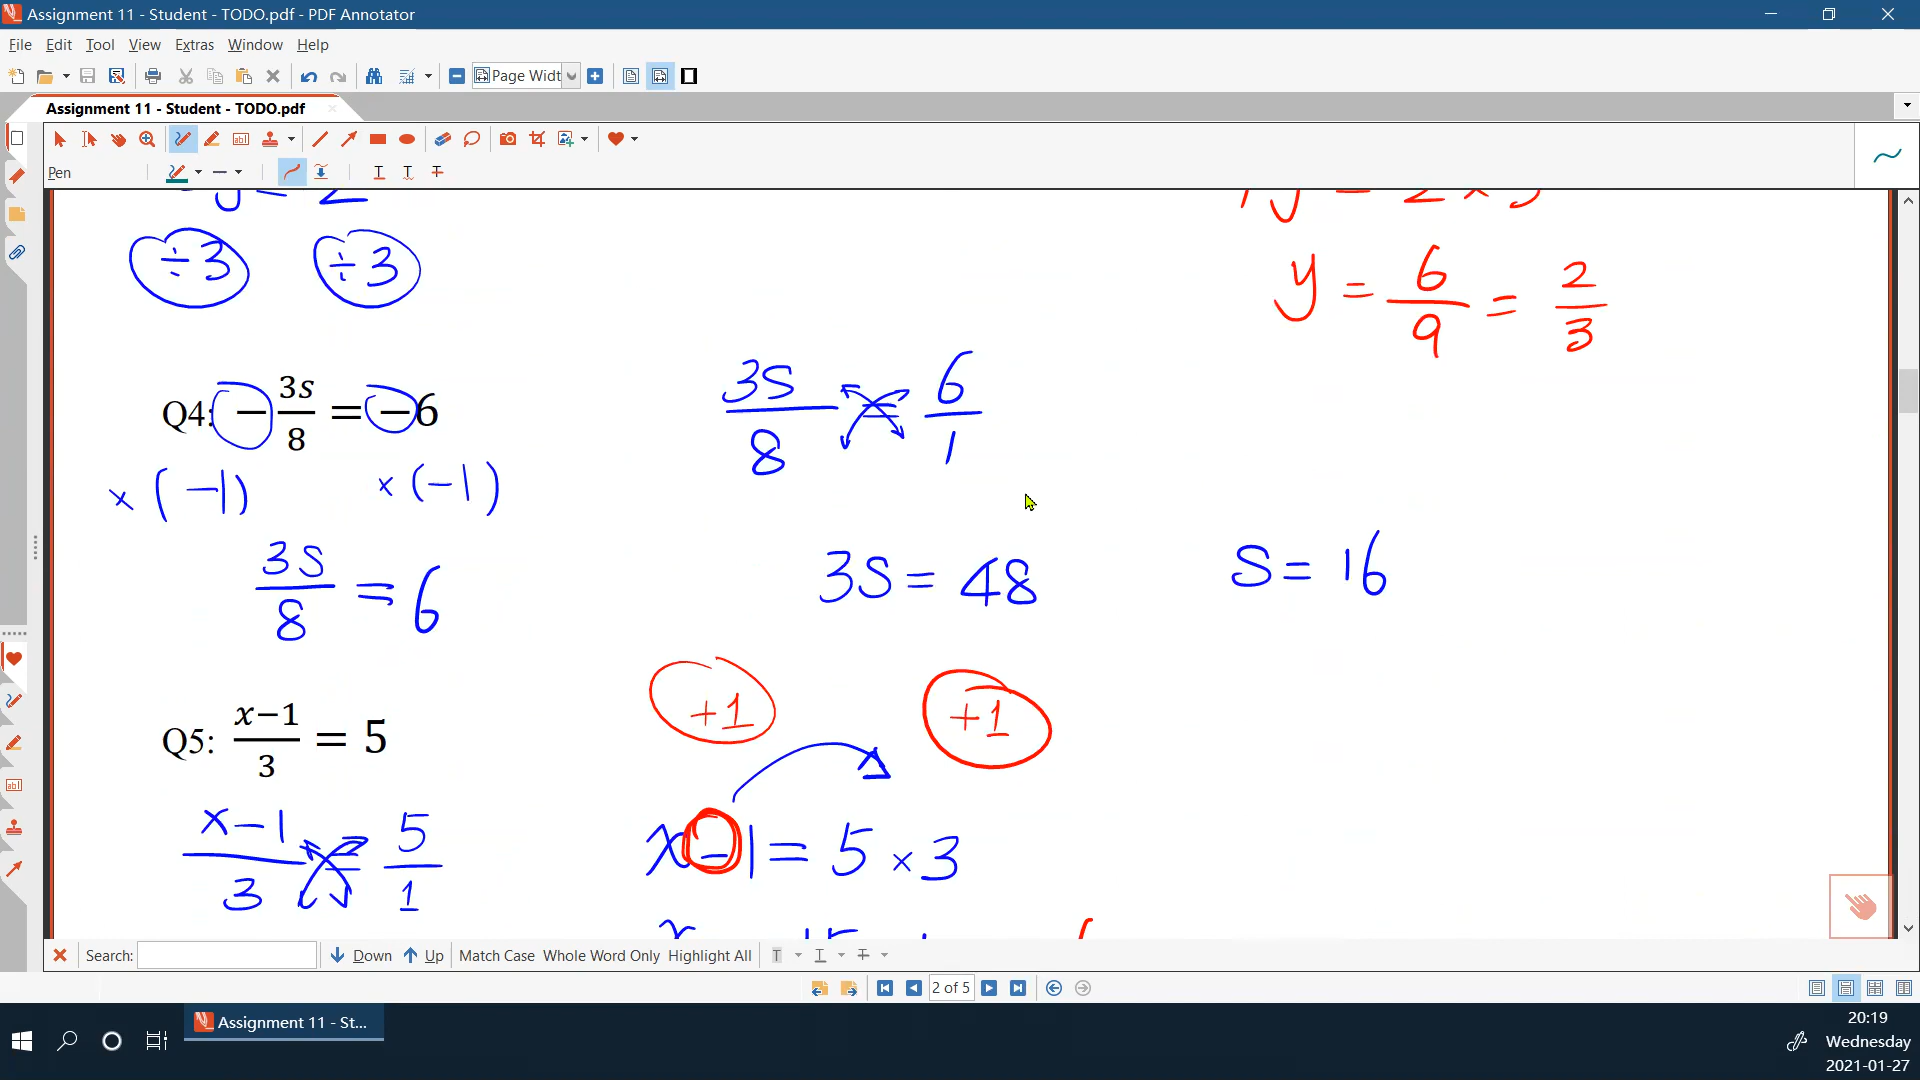 Assignment 11 - Student - TODO.pdf - PDF Annotator
File Edit Tool View Extras Window Help
Page Widt
Assignment 11 - Student - TODO.pdf
Pen
÷3 ÷3
y = 6/9 = 2/3
Q4: −3s/8 = −6
3S/8 = 6/1
× (−1) × (−1)
3S/8 = 6
3S = 48
S = 16
+1 +1
Q5: x−1/3 = 5
x−1/3 = 5/1
x−1 = 5 × 3
Search: Down Up Match Case Whole Word Only Highlight All
2 of 5
Assignment 11 - St...
20:19
Wednesday
2021-01-27